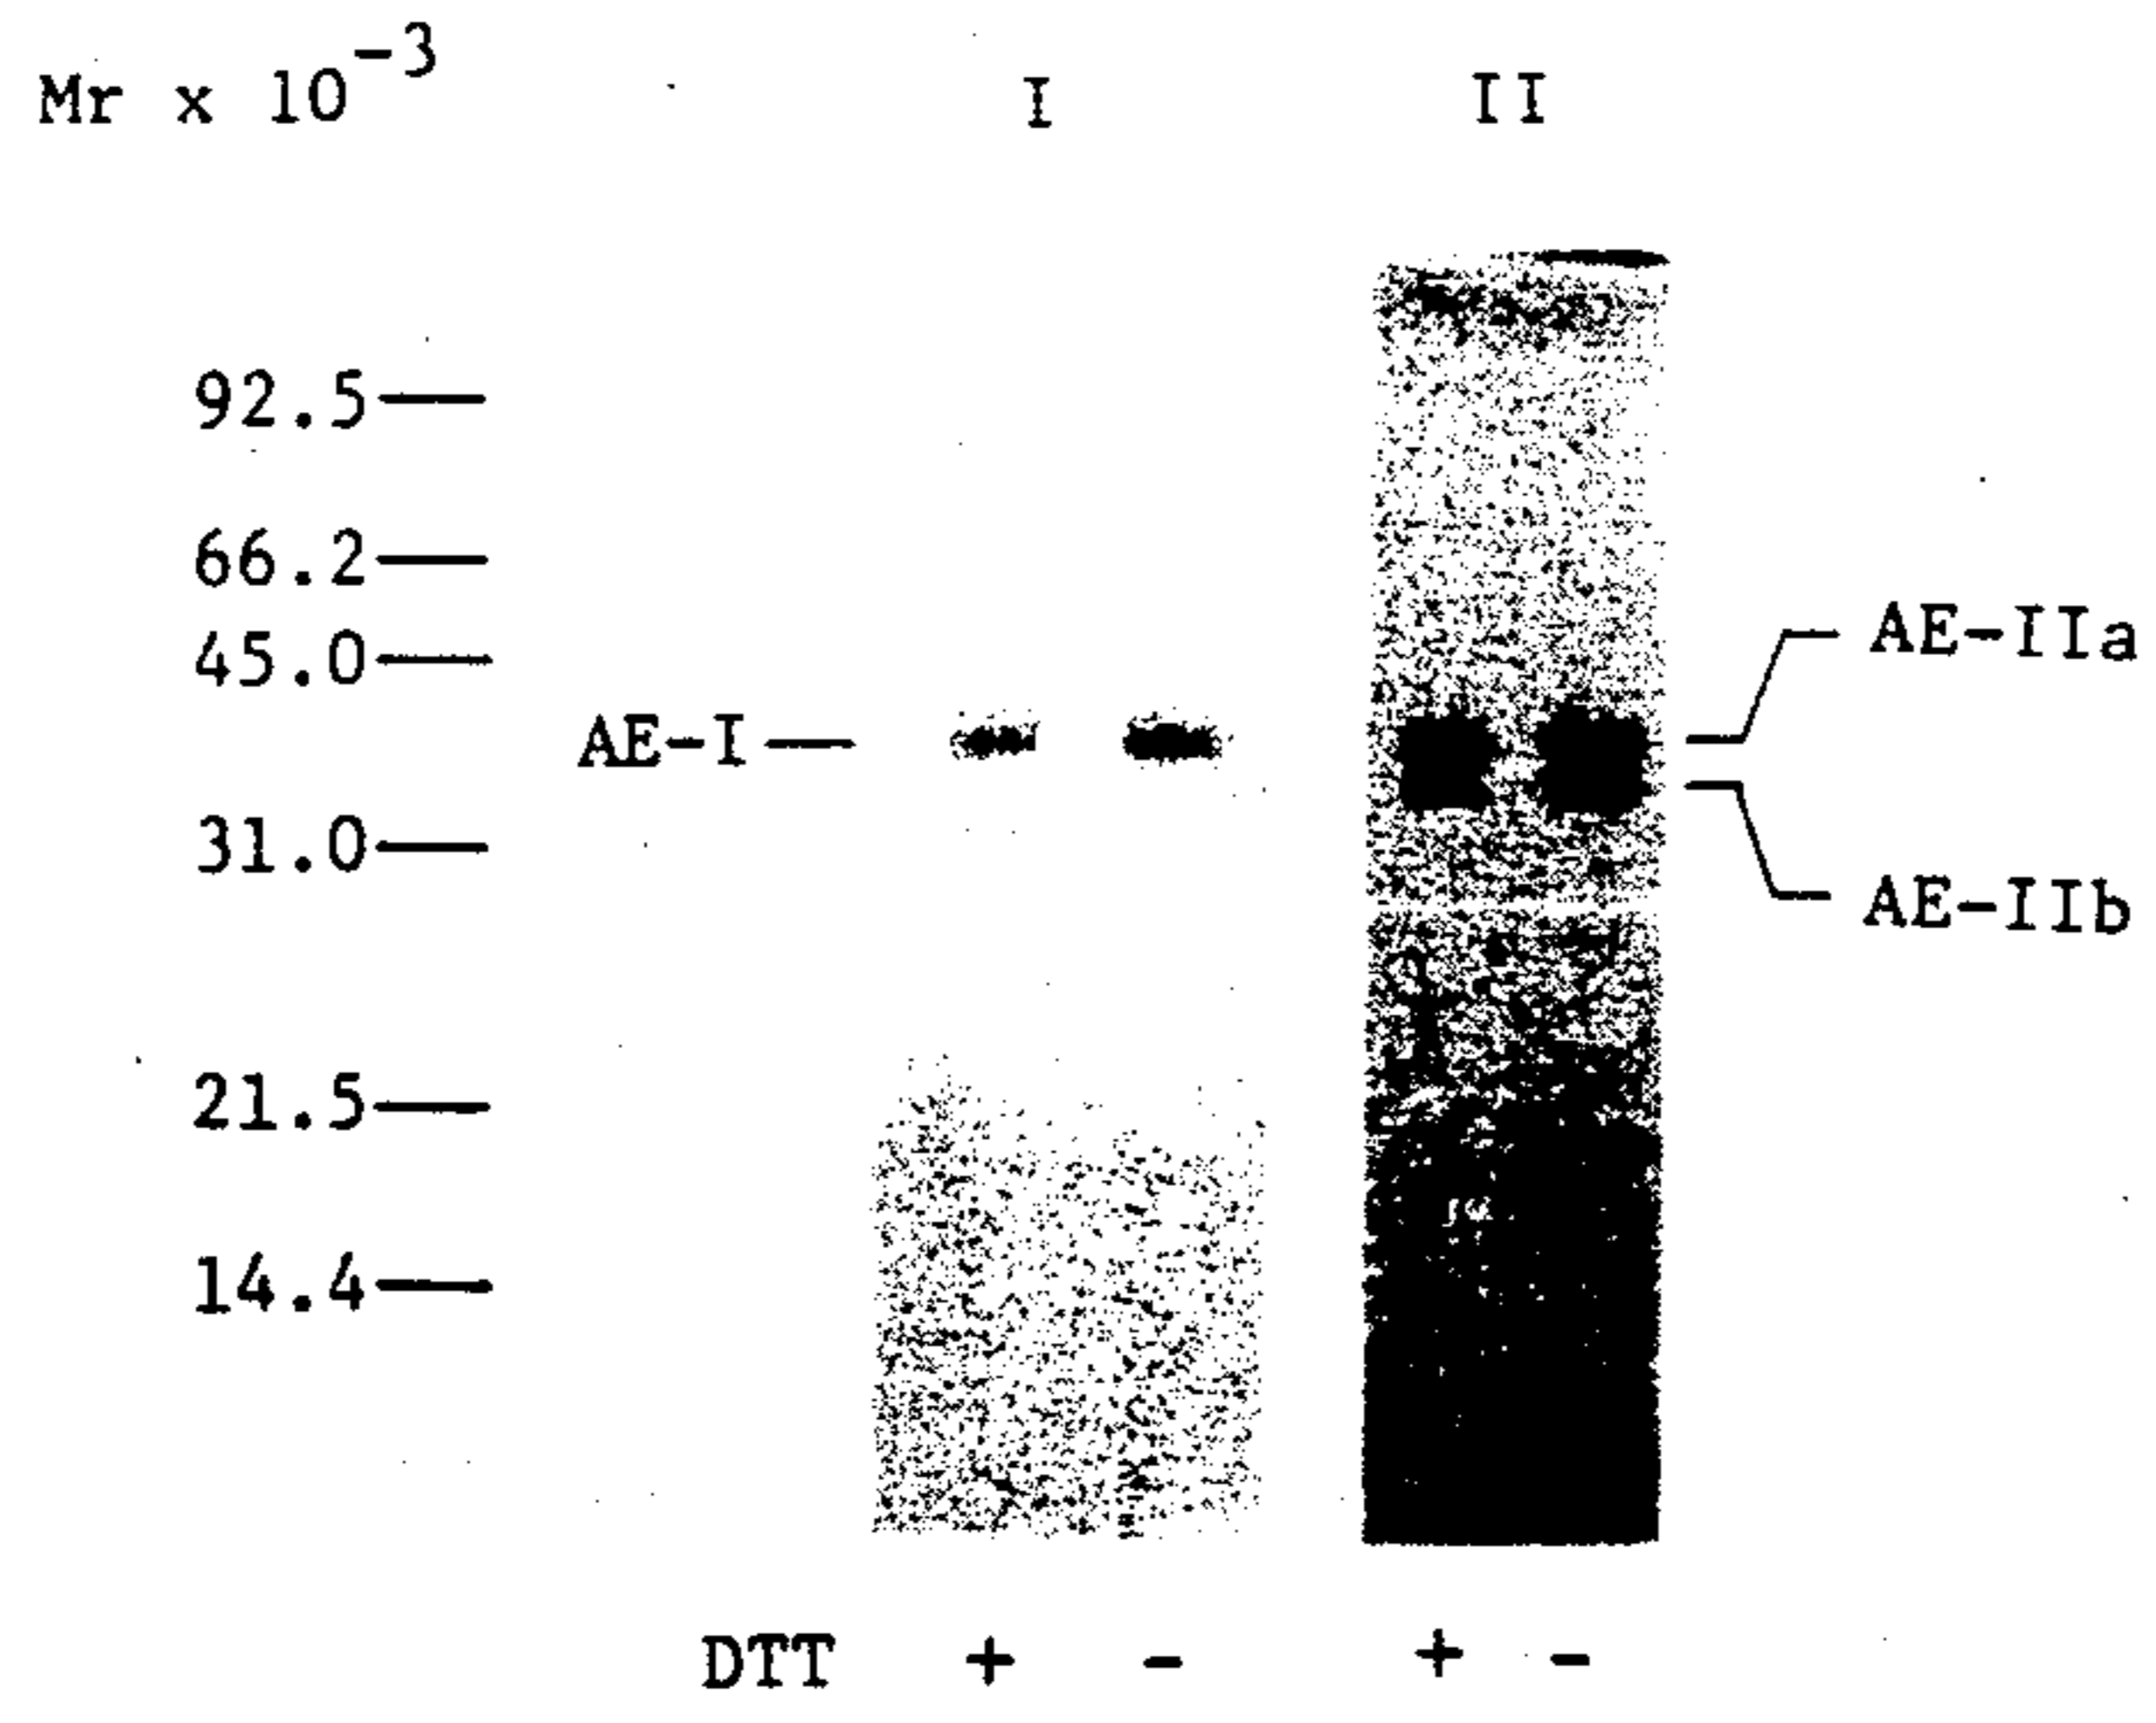 Mr x 10⁻³ I II
92.5
66.2
45.0
AE-IIa
AE-I
31.0
AE-IIb
21.5
14.4
DTT + - + -